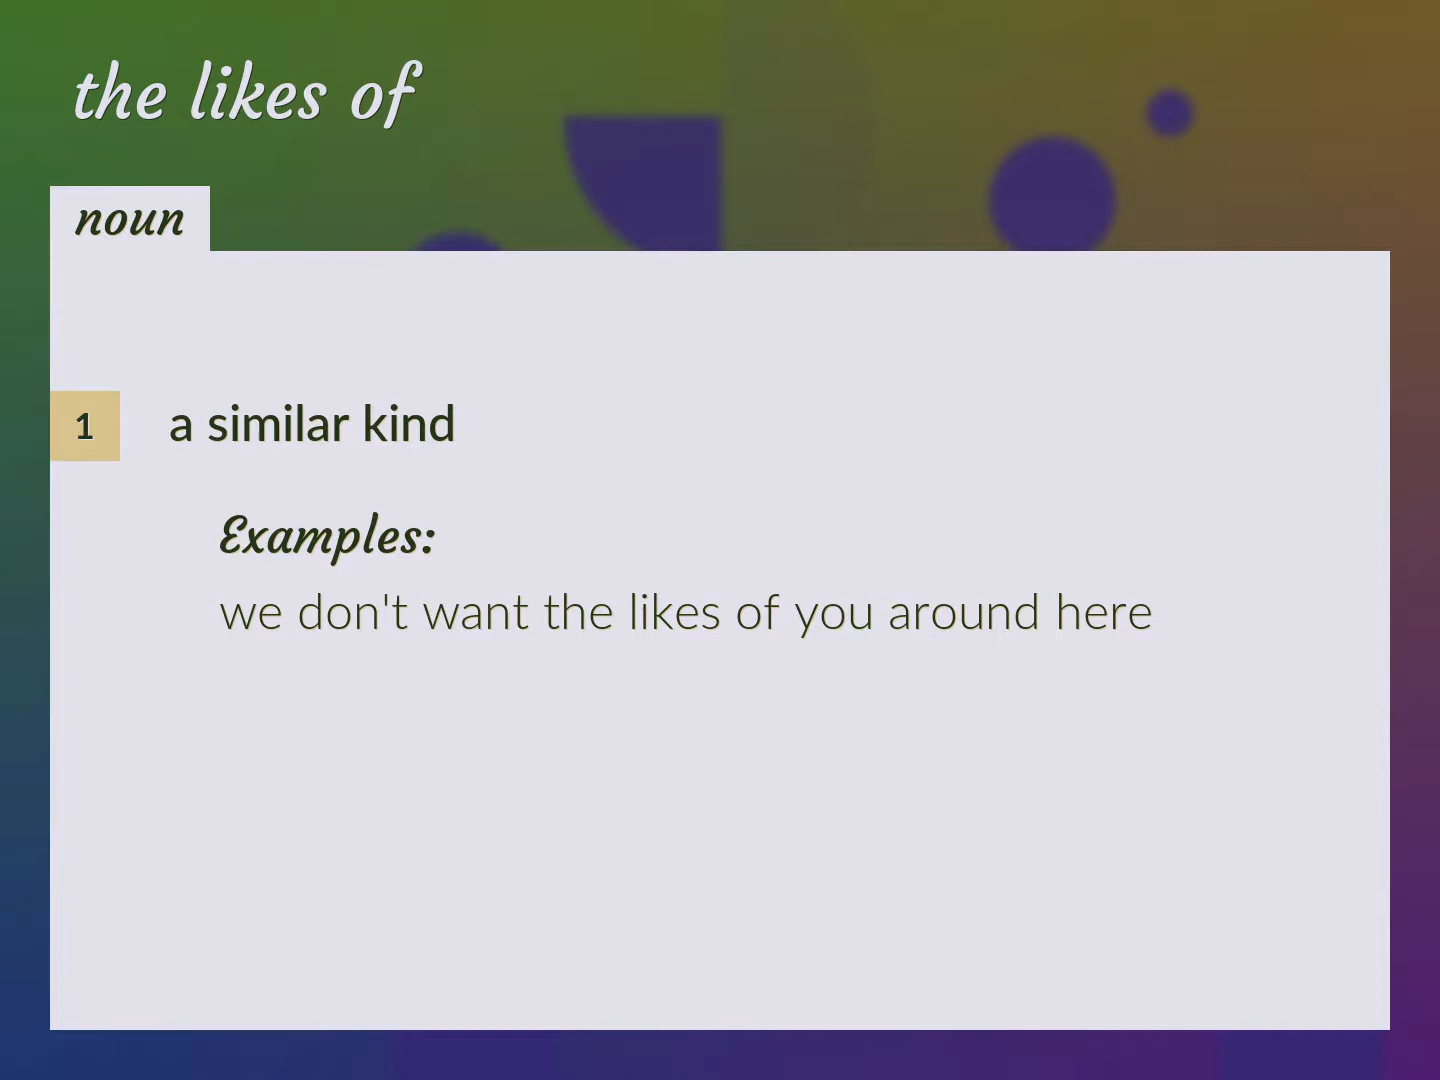 the likes of
noun
1
a similar kind
Examples:
we don't want the likes of you around here